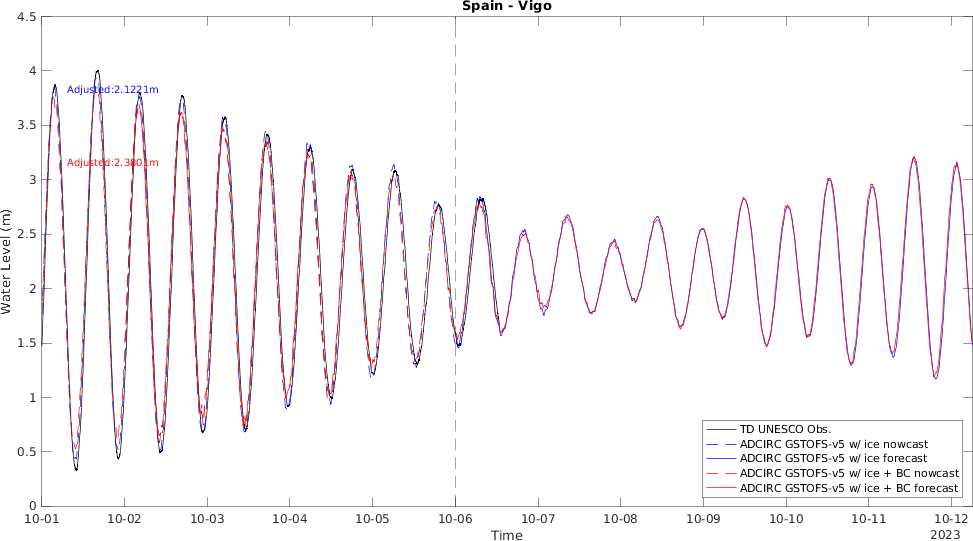 Spain - Vigo
4.5
4
3.5
3
2.5
2
1.5
1
0.5
0
Water Level (m)
Adjusted:2.1221m
Adjusted:2.3801m
TD UNESCO Obs.
ADCIRC GSTOFS-v5 w/ ice nowcast
ADCIRC GSTOFS-v5 w/ ice forecast
ADCIRC GSTOFS-v5 w/ ice + BC nowcast
ADCIRC GSTOFS-v5 w/ ice + BC forecast
10-01 10-02 10-03 10-04 10-05 10-06 10-07 10-08 10-09 10-10 10-11 10-12
2023
Time